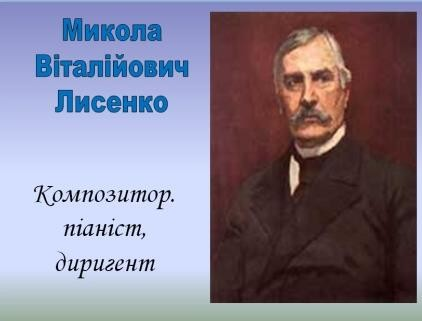 Микола
Віталійович
Лисенко
Композитор.
піаніст,
диригент